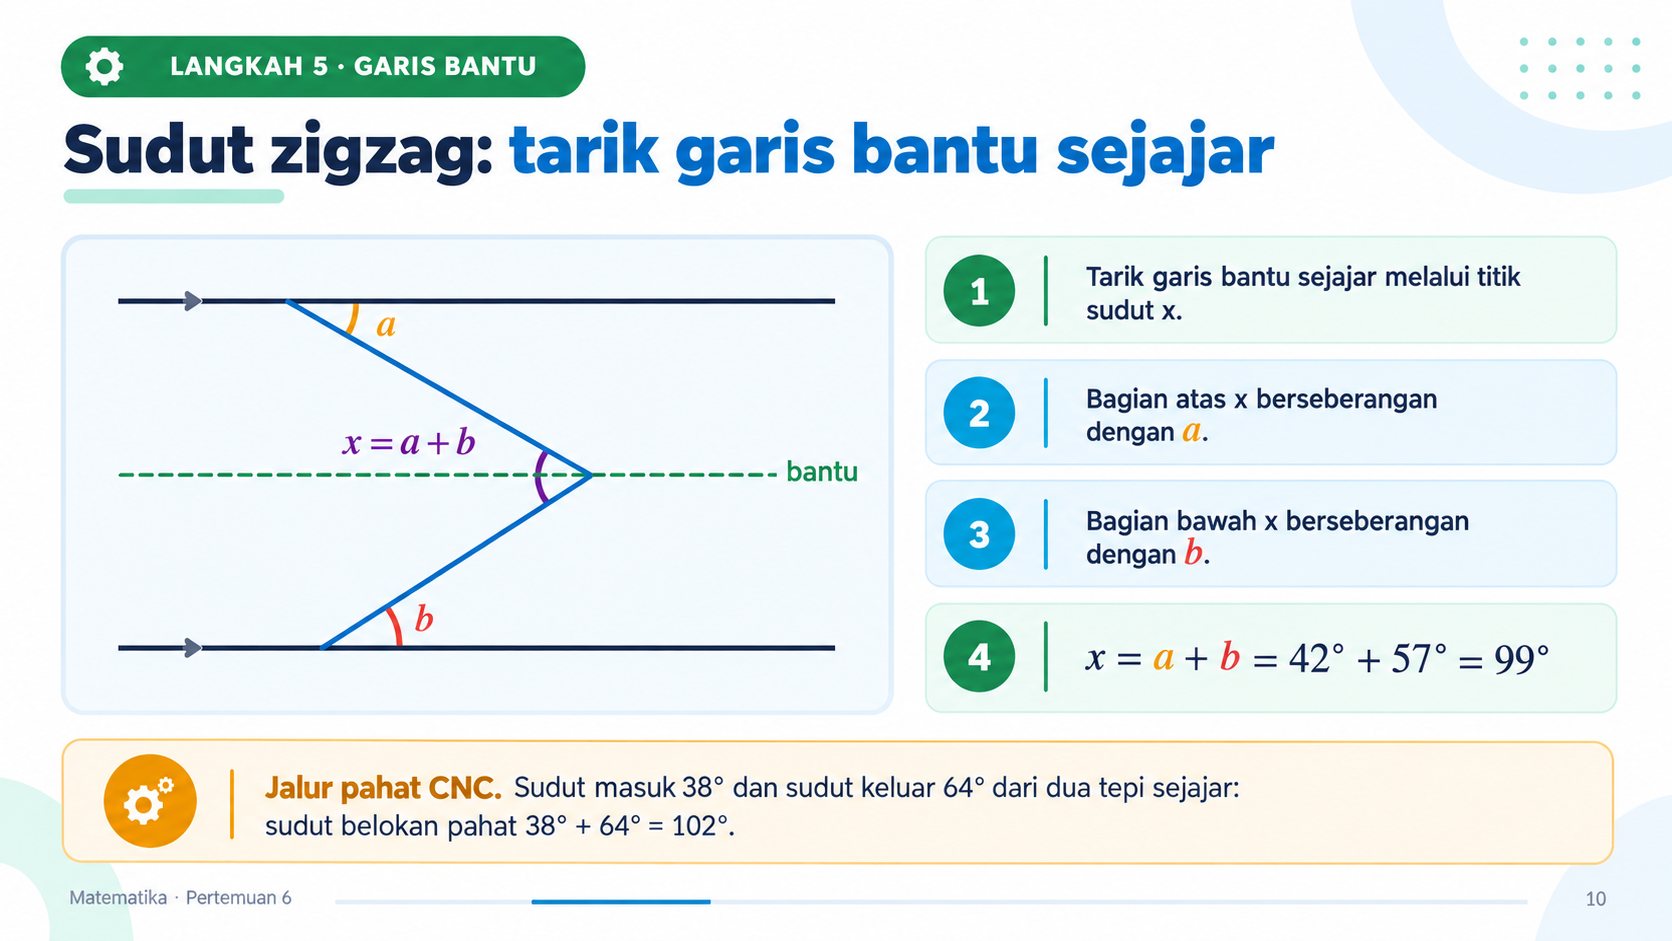 LANGKAH 5 · GARIS BANTU
Sudut zigzag: tarik garis bantu sejajar
a
x = a + b
bantu
b
1
Tarik garis bantu sejajar melalui titik
sudut x.
2
Bagian atas x berseberangan
dengan a.
3
Bagian bawah x berseberangan
dengan b.
4
x = a + b = 42° + 57° = 99°
Jalur pahat CNC. Sudut masuk 38° dan sudut keluar 64° dari dua tepi sejajar:
sudut belokan pahat 38° + 64° = 102°.
Matematika · Pertemuan 6
10